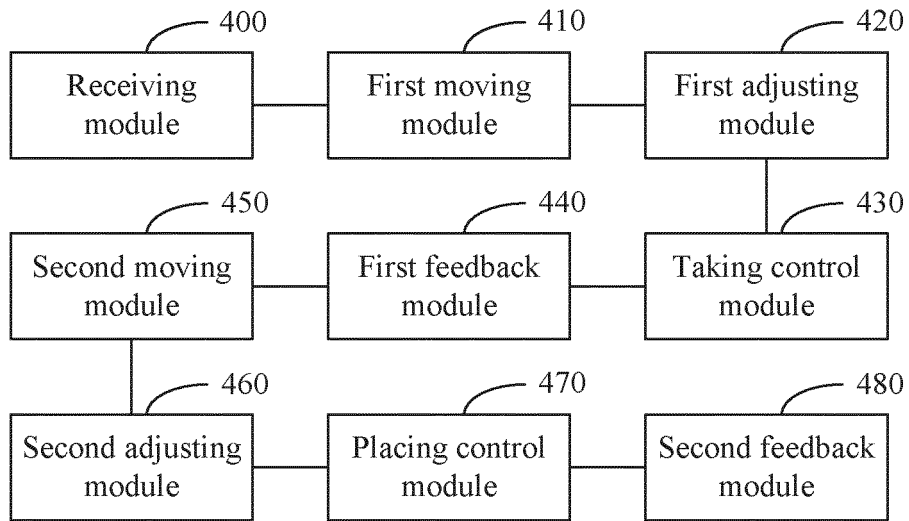 400
410
420
Receiving
module
First moving
module
First adjusting
module
450
440
430
Second moving
module
First feedback
module
Taking control
module
460
470
480
Second adjusting
module
Placing control
module
Second feedback
module